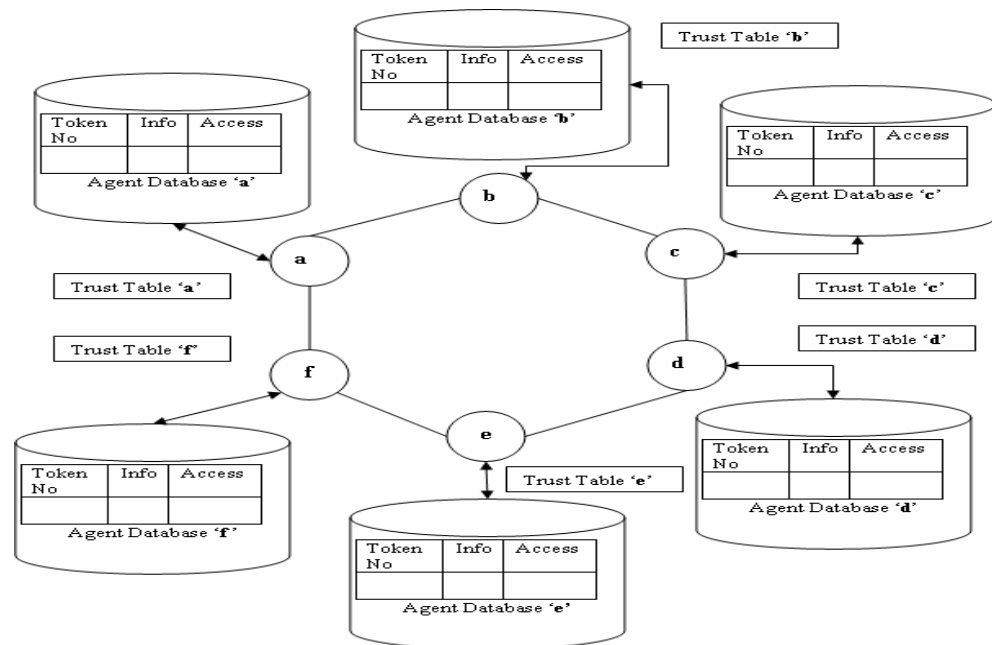 Trust Table ‘b’
Token No Info Access
Agent Database ‘b’
Token No Info Access
Agent Database ‘a’
Token No Info Access
Agent Database ‘c’
b
a
c
Trust Table ‘a’
Trust Table ‘c’
Trust Table ‘f’
Trust Table ‘d’
f
d
e
Token No Info Access
Agent Database ‘f’
Trust Table ‘e’
Token No Info Access
Agent Database ‘d’
Token No Info Access
Agent Database ‘e’